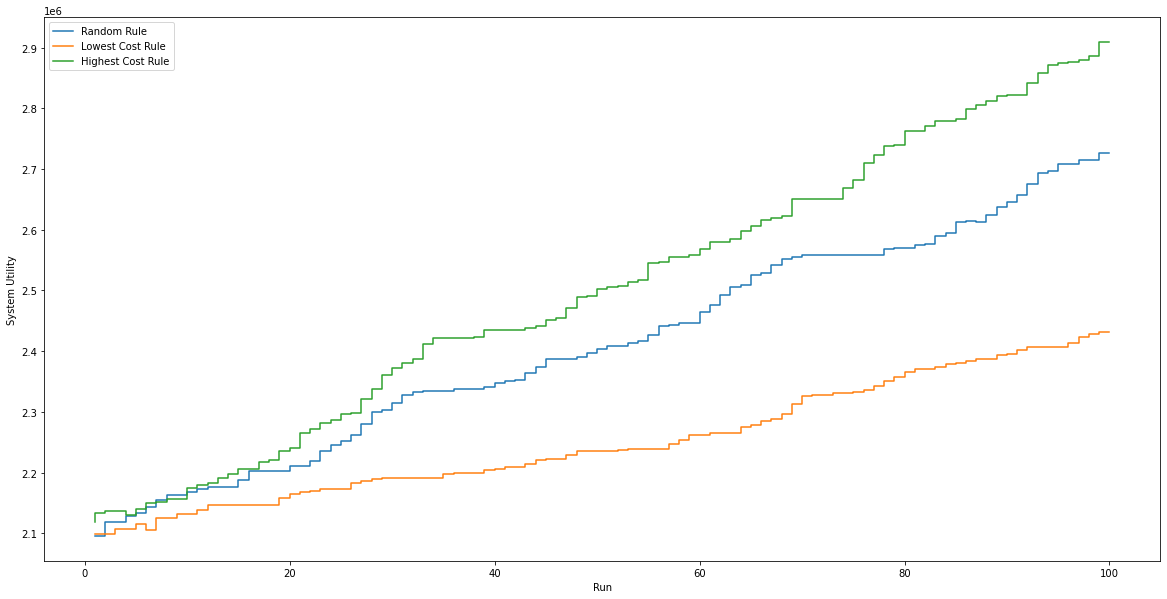 1e6
Random Rule
Lowest Cost Rule
Highest Cost Rule
2.9
2.8
2.7
2.6
2.5
2.4
2.3
2.2
2.1
System Utility
0 20 40 60 80 100
Run